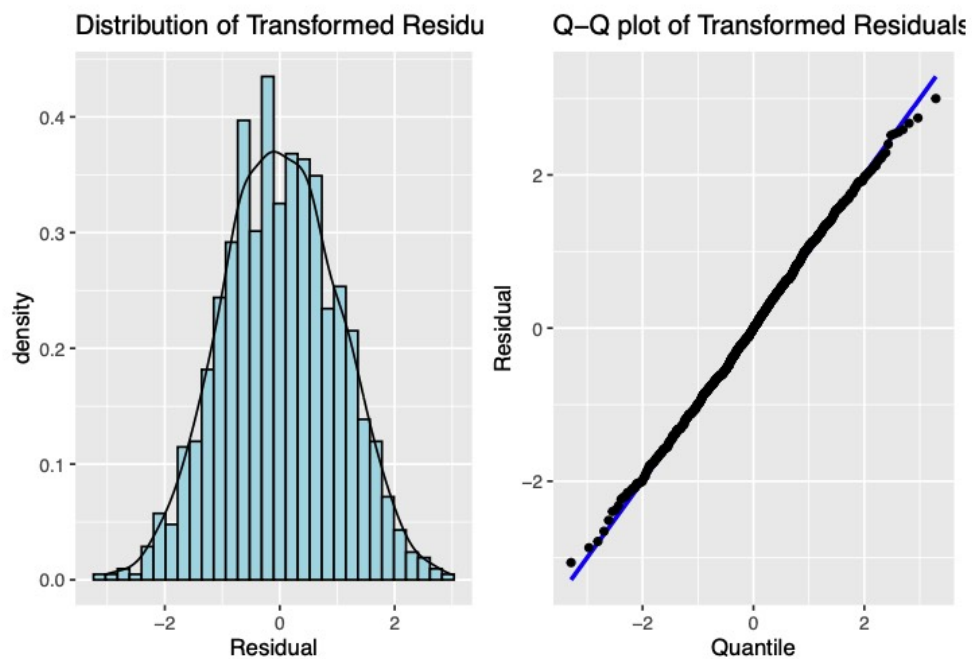 Distribution of Transformed Residu
density
0.4
0.3
0.2
0.1
0.0
−2
0
2
Residual
Q−Q plot of Transformed Residuals
Residual
2
0
−2
−2
0
2
Quantile